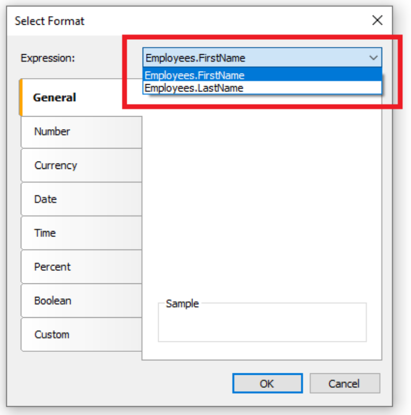 Select Format
Expression:
Employees.FirstName
Employees.FirstName
Employees.LastName
General
Number
Currency
Date
Time
Percent
Boolean
Custom
Sample
OK
Cancel